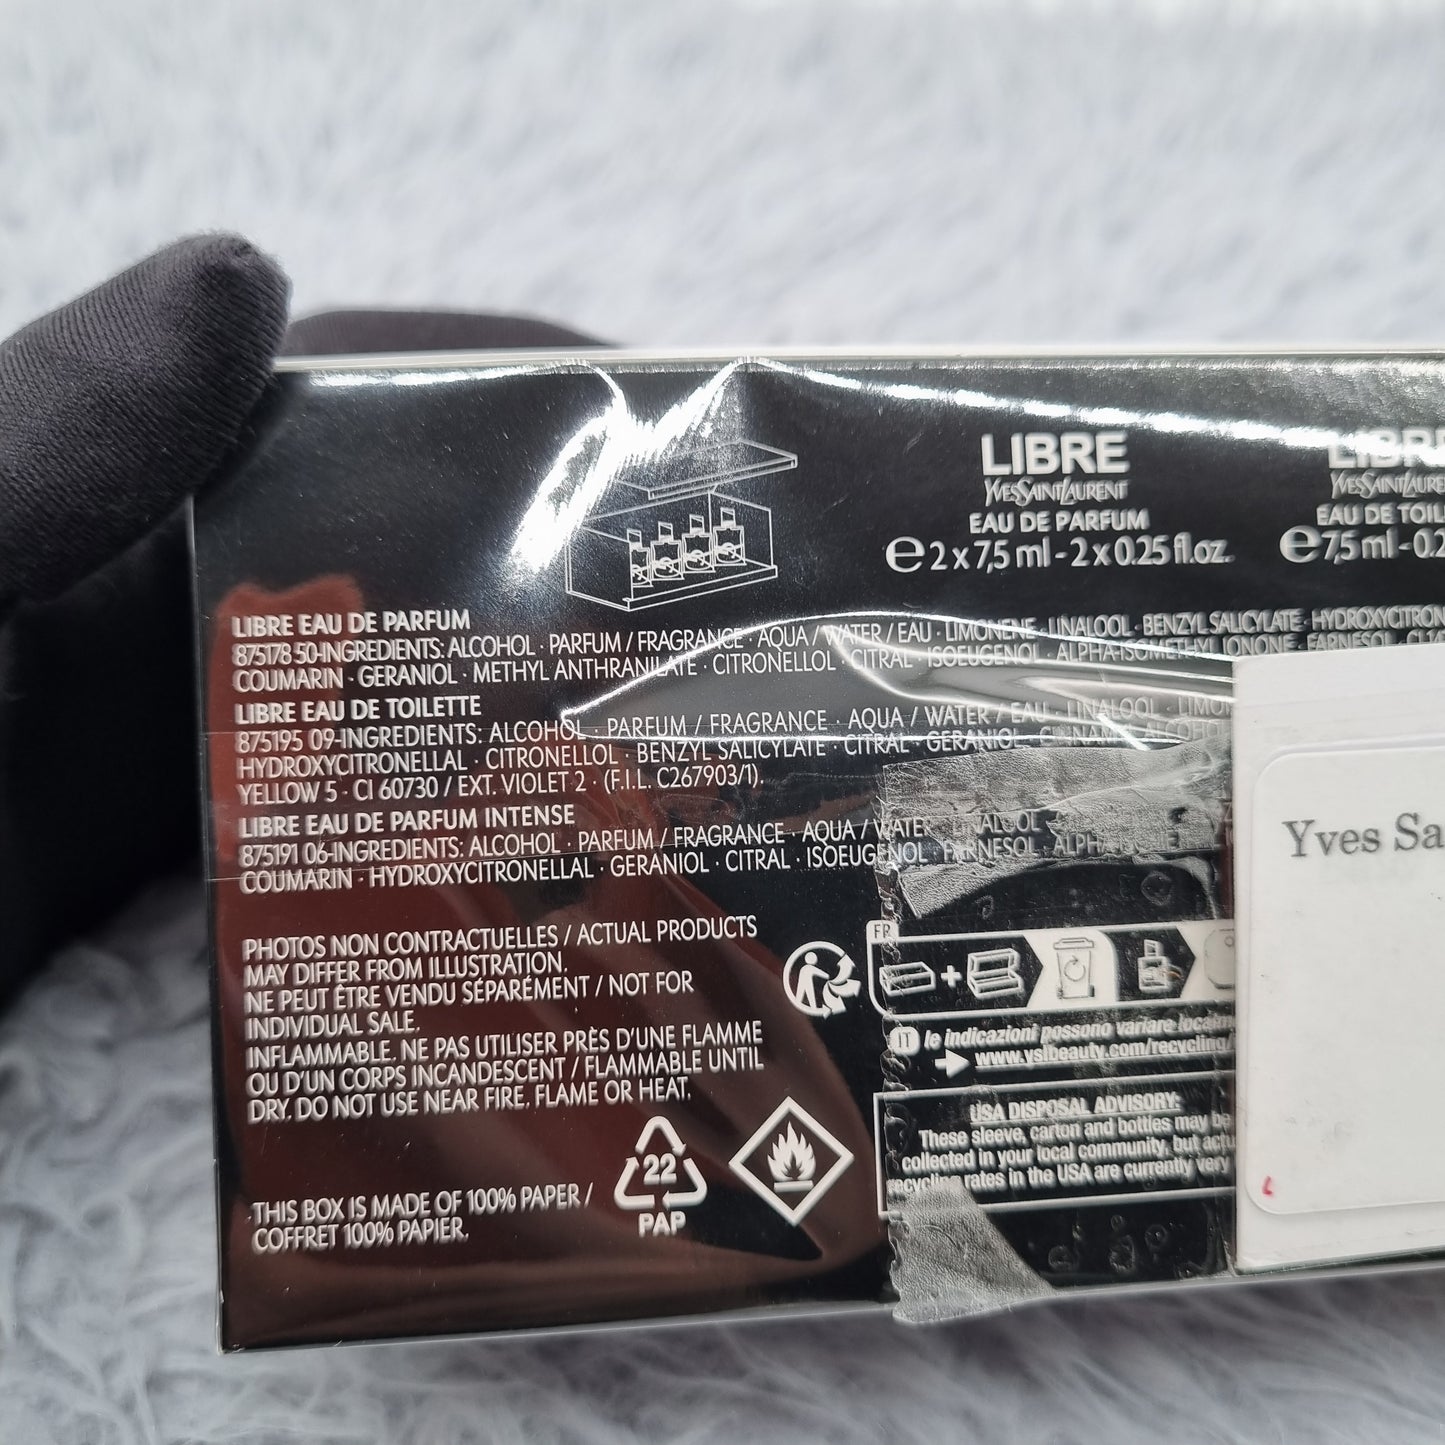 LIBRE
YVESSAINTLAURENT
EAU DE PARFUM
℮ 2 x 7,5 ml - 2 x 0.25 fl.oz.
LIBRE
YVESSAINTLAURENT
EAU DE
℮ 7,5 ml -
LIBRE EAU DE PARFUM
875178 50-INGREDIENTS: ALCOHOL · PARFUM / FRAGRANCE · AQUA / WATER / EAU · LIMONENE · LINALOOL · BENZYL SALICYLATE ·
COUMARIN · GERANIOL · METHYL ANTHRANILATE · CITRONELLOL · CITRAL · ISOEUGENOL · ALPHA-ISOMETHYL IONONE · FARNESOL ·
LIBRE EAU DE TOILETTE
875195 09-INGREDIENTS: ALCOHOL · PARFUM / FRAGRANCE · AQUA / WATER / EAU · LINALOOL ·
HYDROXYCITRONELLAL · CITRONELLOL · BENZYL SALICYLATE · CITRAL · GERANIOL · CINNAMYL ALCOHOL
YELLOW 5 · CI 60730 / EXT. VIOLET 2 · (F.I.L. C267903/1).
LIBRE EAU DE PARFUM INTENSE
875191 06-INGREDIENTS: ALCOHOL · PARFUM / FRAGRANCE · AQUA / WATER · LINALOOL
COUMARIN · HYDROXYCITRONELLAL · GERANIOL · CITRAL · ISOEUGENOL · FARNESOL ·
PHOTOS NON CONTRACTUELLES / ACTUAL PRODUCTS
MAY DIFFER FROM ILLUSTRATION.
NE PEUT ÊTRE VENDU SÉPARÉMENT / NOT FOR
INDIVIDUAL SALE.
INFLAMMABLE. NE PAS UTILISER PRÈS D'UNE FLAMME
OU D'UN CORPS INCANDESCENT / FLAMMABLE UNTIL
DRY. DO NOT USE NEAR FIRE, FLAME OR HEAT.
THIS BOX IS MADE OF 100% PAPER /
COFFRET 100% PAPIER.
22
PAP
FR
+
IT le indicazioni possono variare
www.yslbeauty.com/recycling/
USA DISPOSAL ADVISORY:
These sleeve, carton and bottles may be
collected in your local community, but
recycling rates in the USA are currently very
Yves